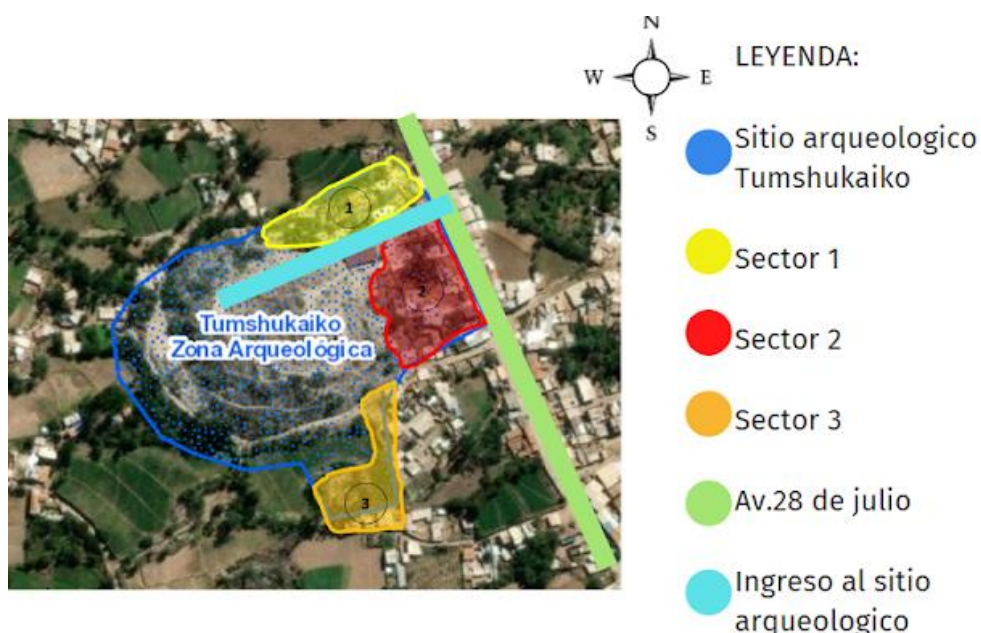 N
W E
S
LEYENDA:
Sitio arqueologico
Tumshukaiko
Sector 1
Sector 2
Sector 3
Av.28 de julio
Ingreso al sitio
arqueologico
1
2
Tumshukaiko
Zona Arqueológica
3